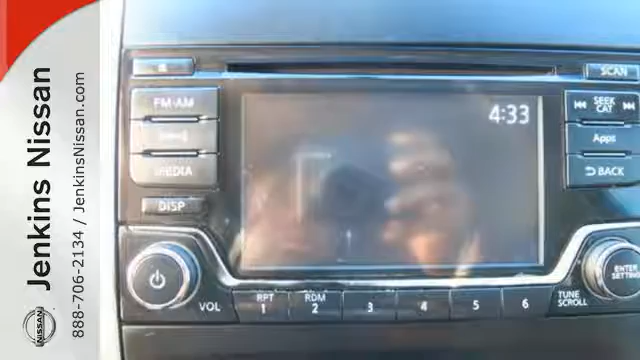 Jenkins Nissan
888-706-2134 / JenkinsNissan.com
NISSAN
SCAN
FM·AM
4:33
SEEK
CAT
Apps
MEDIA
BACK
DISP
VOL
RPT
1
RDM
2
3
4
5
6
TUNE
SCROLL
ENTER
SETTING